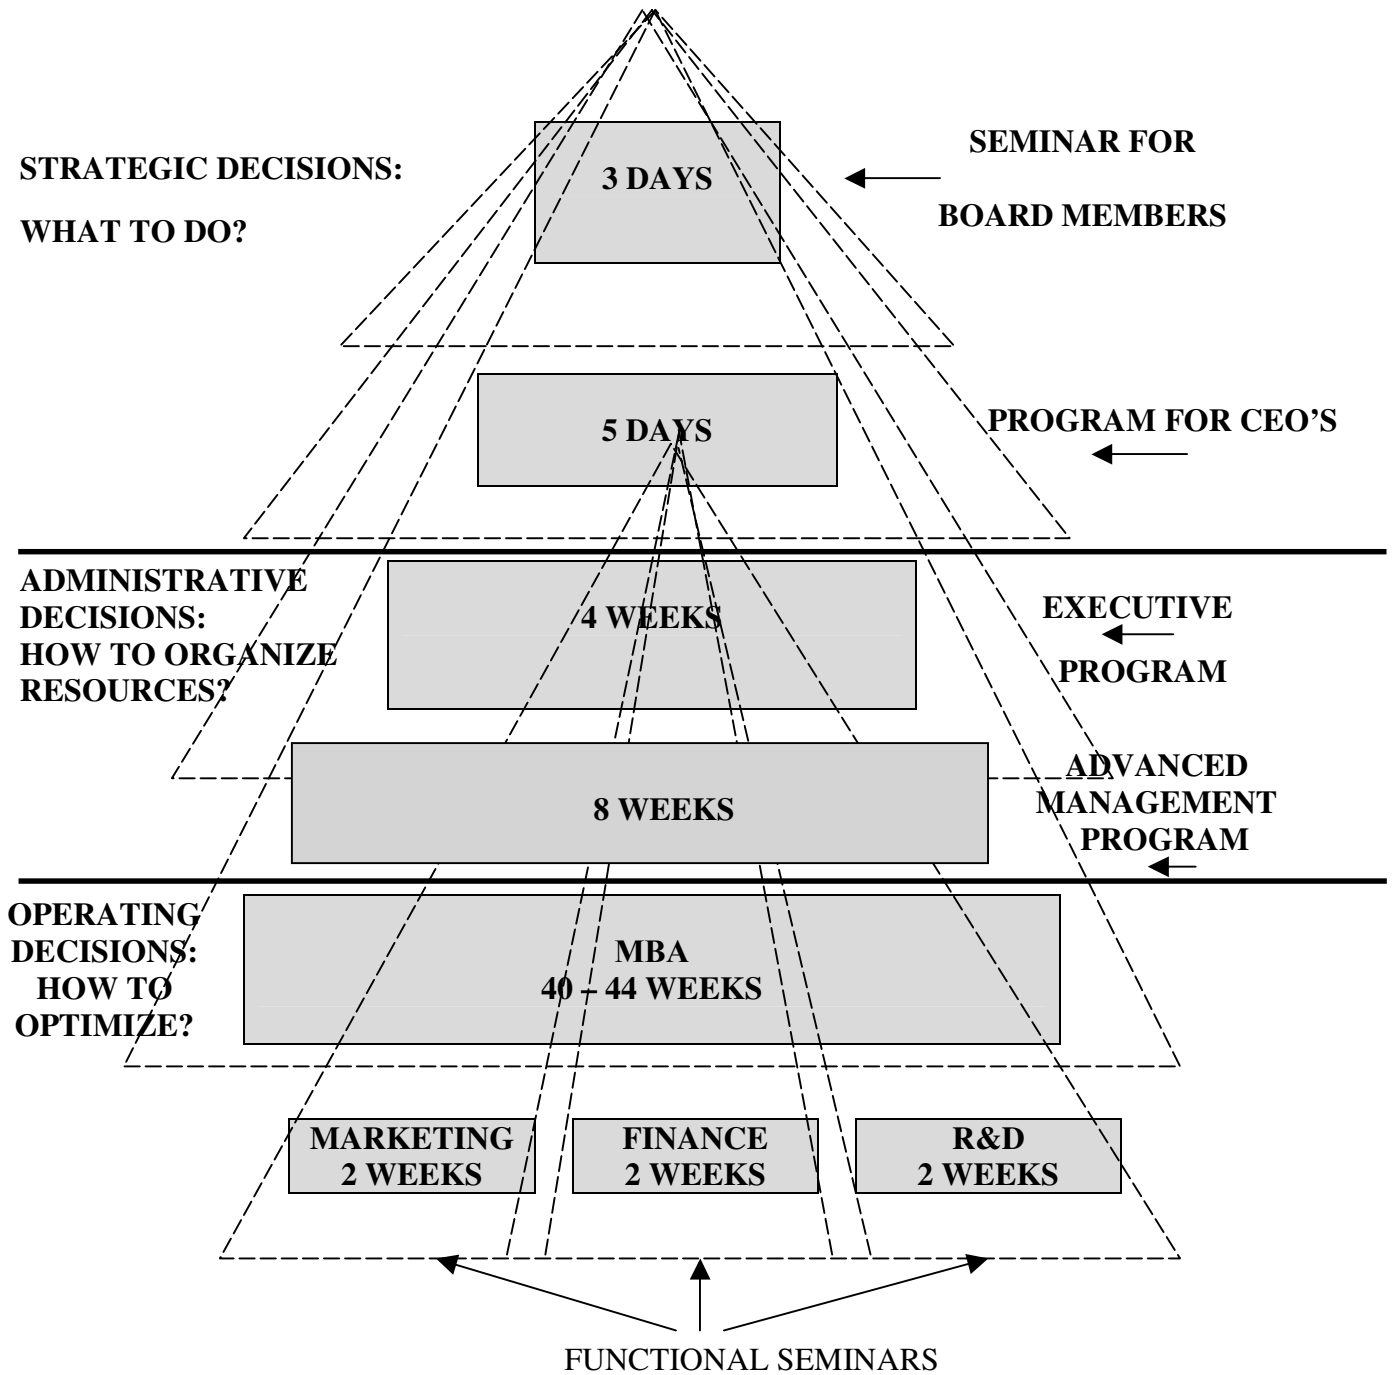 SEMINAR FOR
STRATEGIC DECISIONS:
3 DAYS
BOARD MEMBERS
WHAT TO DO?
PROGRAM FOR CEO'S
5 DAYS
ADMINISTRATIVE
DECISIONS:
HOW TO ORGANIZE
RESOURCES?
4 WEEKS
EXECUTIVE
PROGRAM
8 WEEKS
ADVANCED
MANAGEMENT
PROGRAM
OPERATING
DECISIONS:
HOW TO
OPTIMIZE?
MBA
40 – 44 WEEKS
MARKETING
2 WEEKS
FINANCE
2 WEEKS
R&D
2 WEEKS
FUNCTIONAL SEMINARS